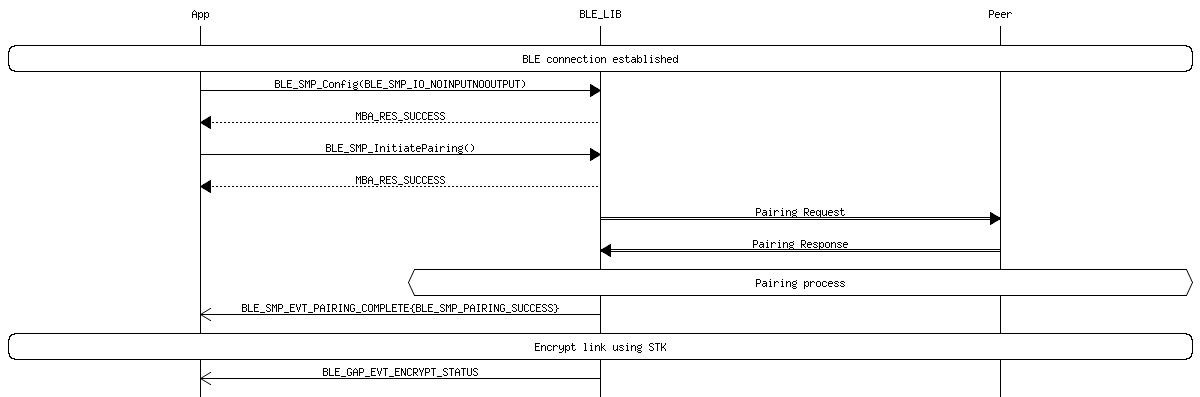 App
BLE_LIB
Peer
BLE connection established
BLE_SMP_Config(BLE_SMP_IO_NOINPUTNOOUTPUT)
MBA_RES_SUCCESS
BLE_SMP_InitiatePairing()
MBA_RES_SUCCESS
Pairing Request
Pairing Response
Pairing process
BLE_SMP_EVT_PAIRING_COMPLETE{BLE_SMP_PAIRING_SUCCESS}
Encrypt link using STK
BLE_GAP_EVT_ENCRYPT_STATUS